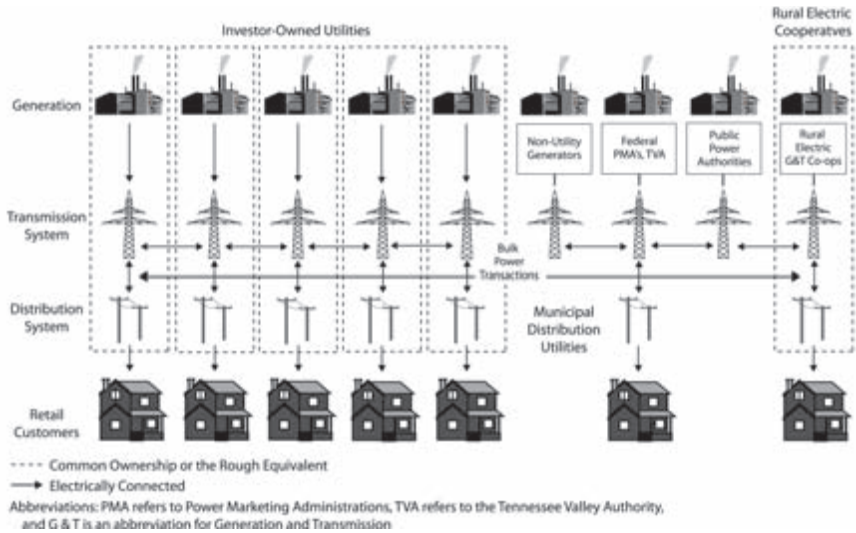 Investor-Owned Utilities
Rural Electric
Cooperatves
Generation
Non-Utility
Generators
Federal
PMA's, TVA
Public
Power
Authorities
Rural
Electric
G&T Co-ops
Transmission
System
Bulk
Power
Transactions
Distribution
System
Municipal
Distribution
Utilities
Retail
Customers
Common Ownership or the Rough Equivalent
Electrically Connected
Abbreviations: PMA refers to Power Marketing Administrations, TVA refers to the Tennessee Valley Authority,
and G & T is an abbreviation for Generation and Transmission